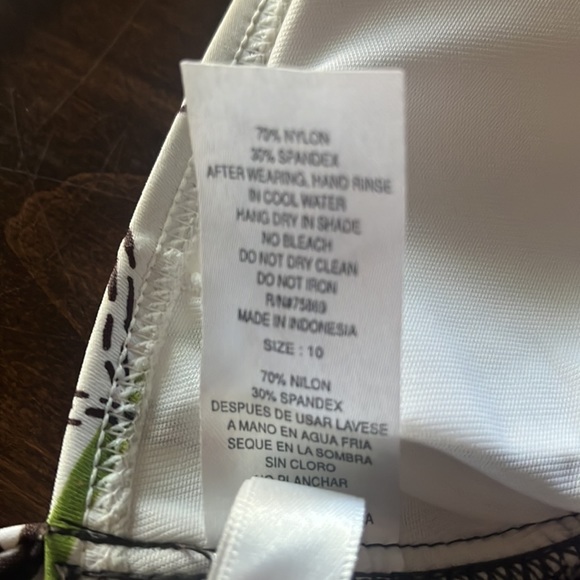 70% NYLON
30% SPANDEX
AFTER WEARING, HAND RINSE
IN COOL WATER
HANG DRY IN SHADE
NO BLEACH
DO NOT DRY CLEAN
DO NOT IRON
R/N#75869
MADE IN INDONESIA
SIZE : 10
70% NILON
30% SPANDEX
DESPUES DE USAR LAVESE
A MANO EN AGUA FRIA
SEQUE EN LA SOMBRA
SIN CLORO
NO PLANCHAR